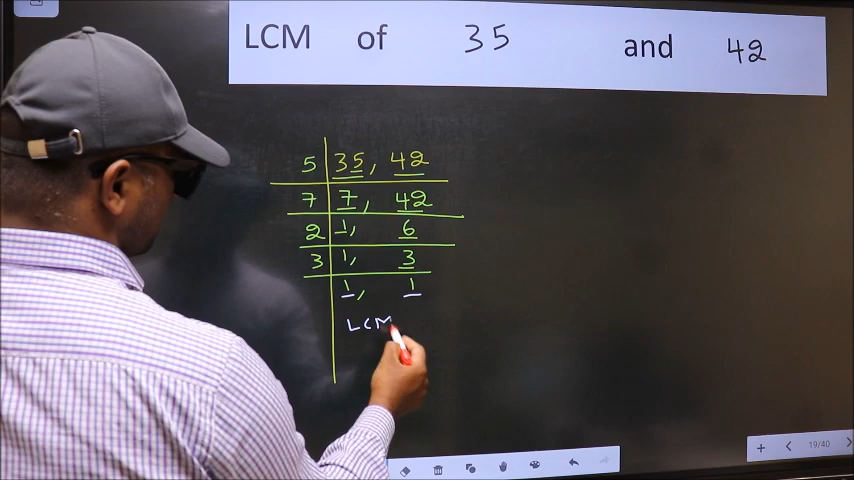 LCM of 35 and 42
5 35, 42
7 7, 42
2 1, 6
3 1, 3
1, 1
LCM
19/40